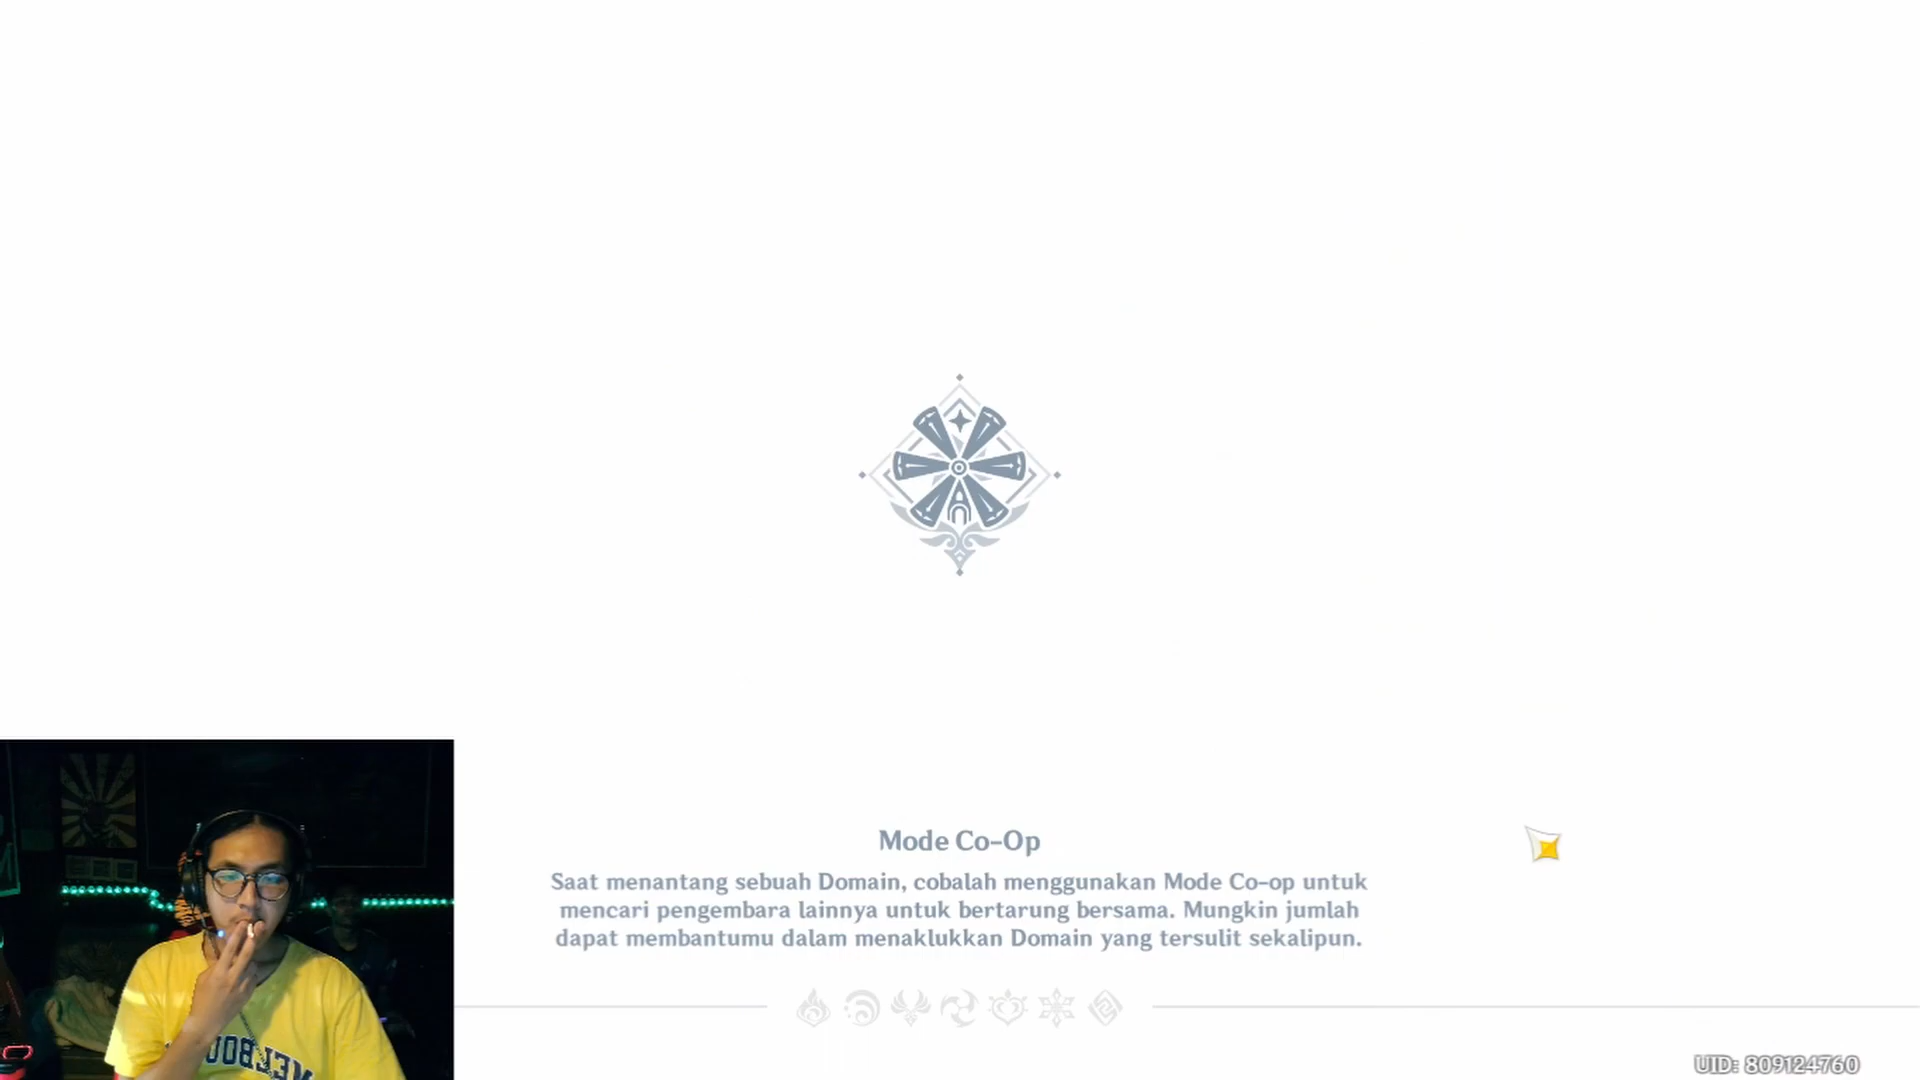 Mode Co-Op
Saat menantang sebuah Domain, cobalah menggunakan Mode Co-op untuk
mencari pengembara lainnya untuk bertarung bersama. Mungkin jumlah
dapat membantumu dalam menaklukkan Domain yang tersulit sekalipun.
UID: 809124760